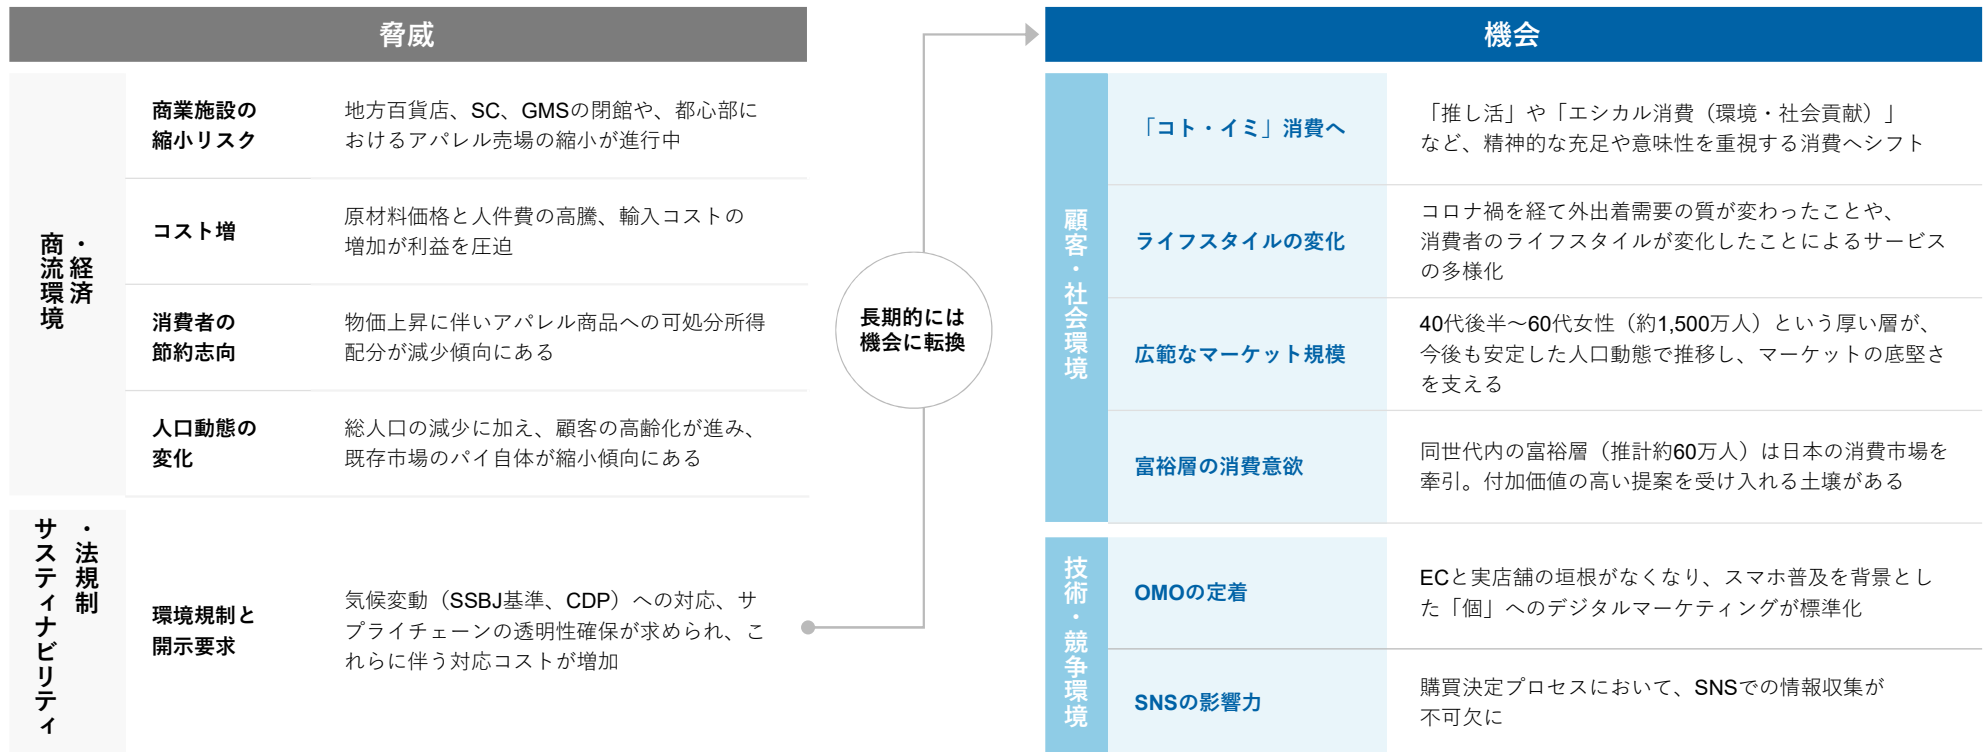 脅威
商流環境
・経済
商業施設の
縮小リスク
地方百貨店、SC、GMSの閉館や、都心部に
おけるアパレル売場の縮小が進行中
コスト増
原材料価格と人件費の高騰、輸入コストの
増加が利益を圧迫
消費者の
節約志向
物価上昇に伴いアパレル商品への可処分所得
配分が減少傾向にある
人口動態の
変化
総人口の減少に加え、顧客の高齢化が進み、
既存市場のパイ自体が縮小傾向にある
サスティナビリティ
・法規制
環境規制と
開示要求
気候変動（SSBJ基準、CDP）への対応、サ
プライチェーンの透明性確保が求められ、こ
れらに伴う対応コストが増加
長期的には
機会に転換
機会
顧客・社会環境
「コト・イミ」消費へ
「推し活」や「エシカル消費（環境・社会貢献）」
など、精神的な充足や意味性を重視する消費へシフト
ライフスタイルの変化
コロナ禍を経て外出着需要の質が変わったことや、
消費者のライフスタイルが変化したことによるサービス
の多様化
広範なマーケット規模
40代後半～60代女性（約1,500万人）という厚い層が、
今後も安定した人口動態で推移し、マーケットの底堅さ
を支える
富裕層の消費意欲
同世代内の富裕層（推計約60万人）は日本の消費市場を
牽引。付加価値の高い提案を受け入れる土壌がある
技術・競争環境
OMOの定着
ECと実店舗の垣根がなくなり、スマホ普及を背景とし
た「個」へのデジタルマーケティングが標準化
SNSの影響力
購買決定プロセスにおいて、SNSでの情報収集が
不可欠に